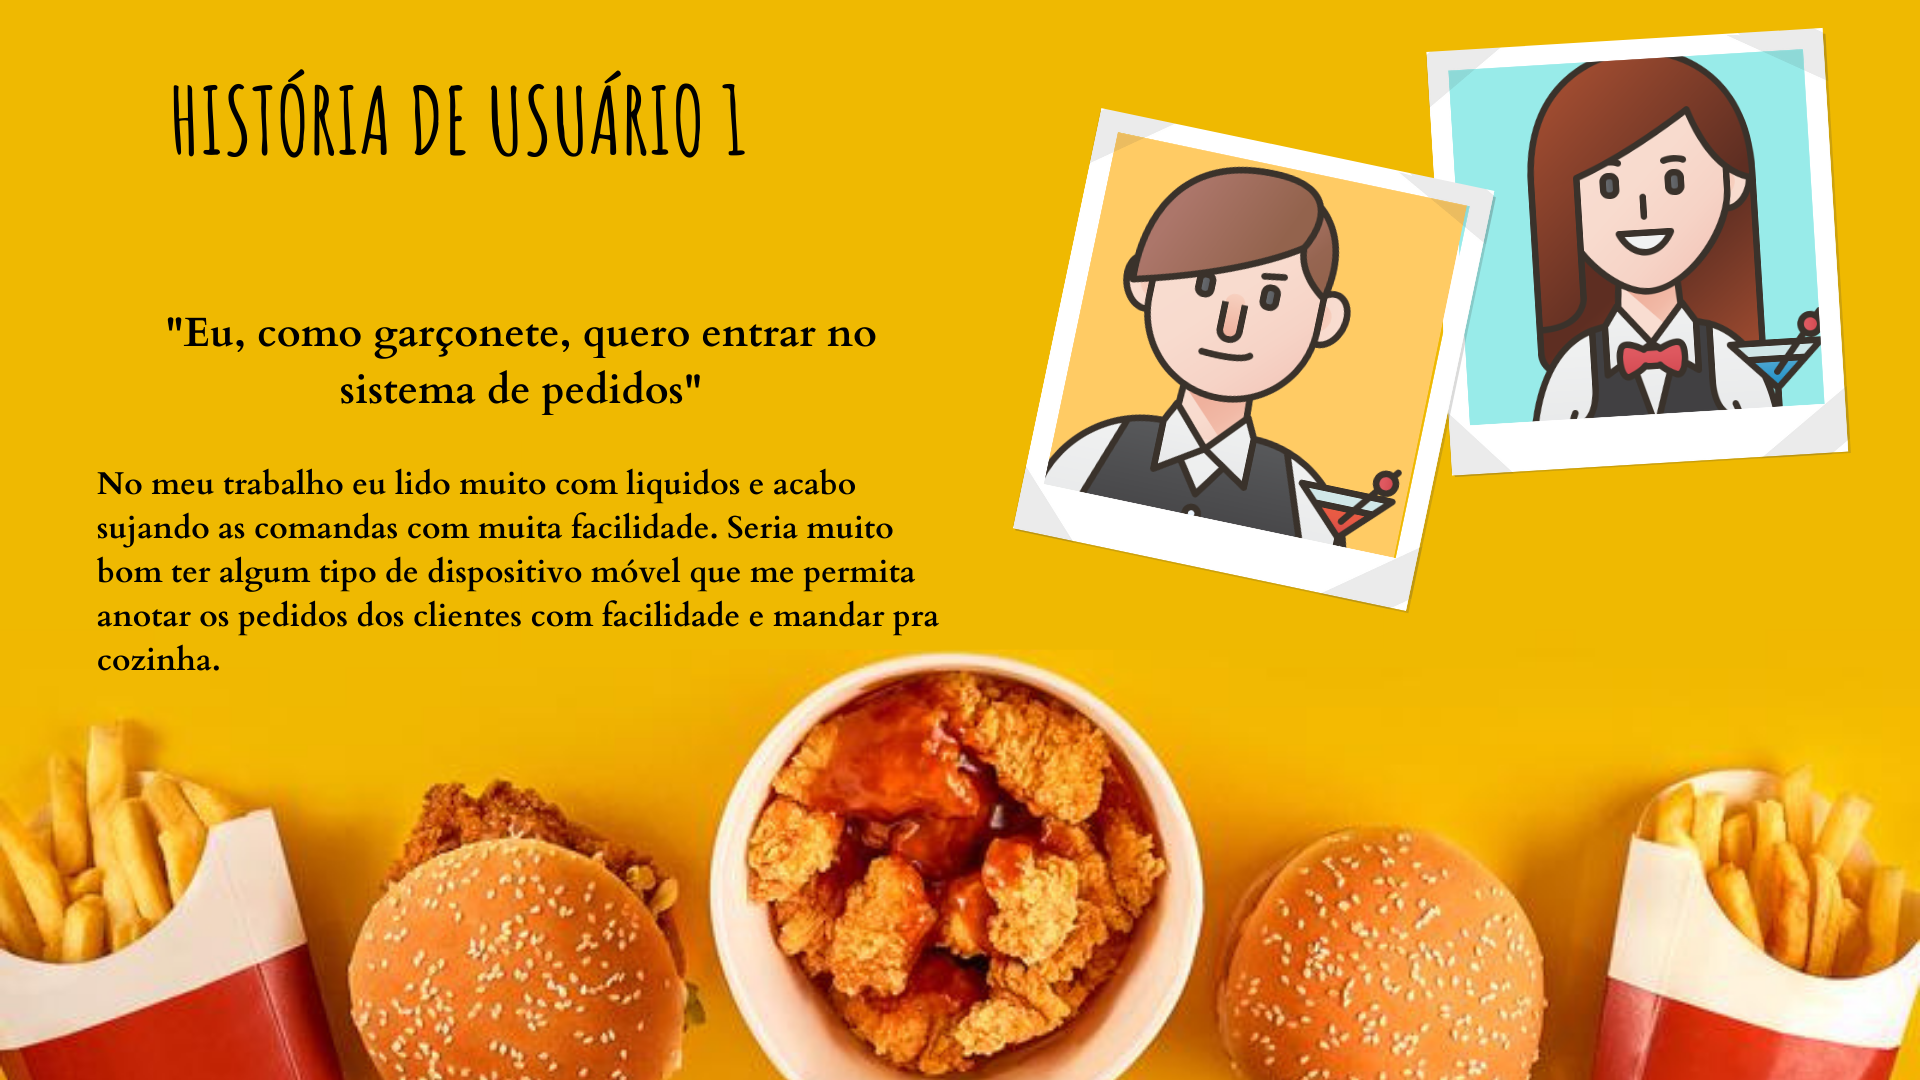 HISTÓRIA DE USUÁRIO 1
"Eu, como garçonete, quero entrar no
sistema de pedidos"
No meu trabalho eu lido muito com liquidos e acabo
sujando as comandas com muita facilidade. Seria muito
bom ter algum tipo de dispositivo móvel que me permita
anotar os pedidos dos clientes com facilidade e mandar pra
cozinha.